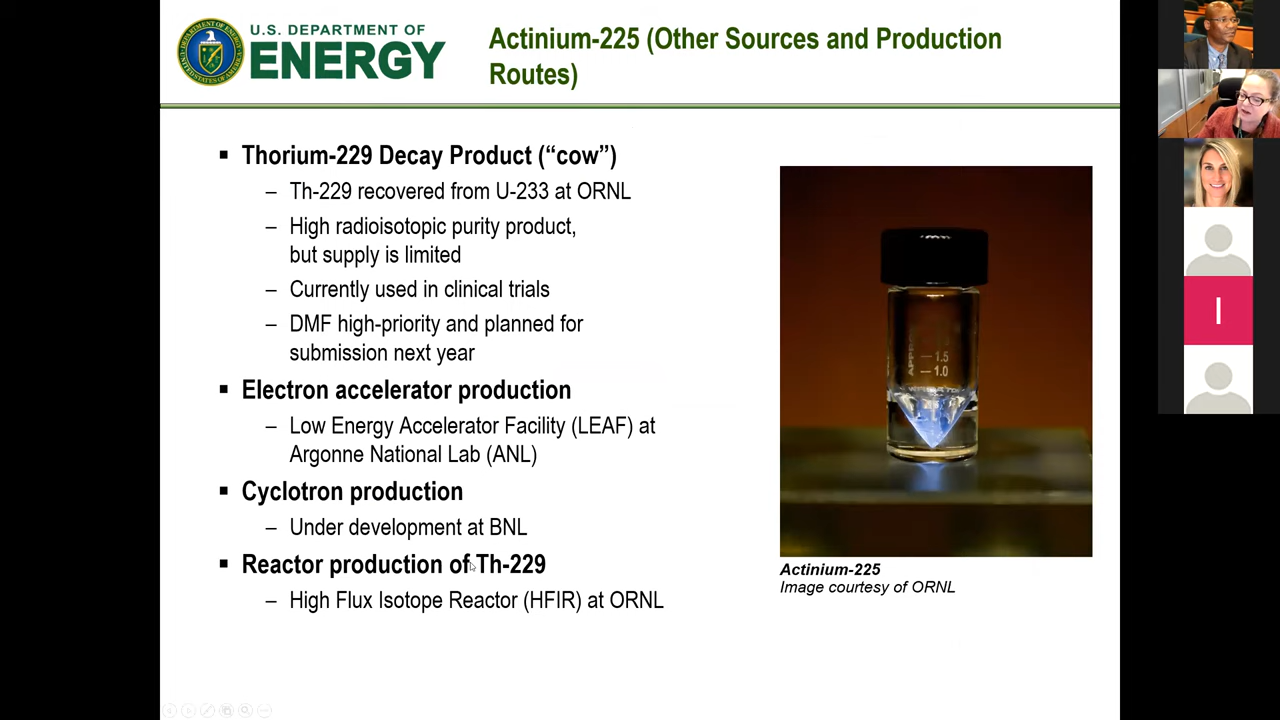 U.S. DEPARTMENT OF
ENERGY
Actinium-225 (Other Sources and Production
Routes)
▪ Thorium-229 Decay Product (“cow”)
– Th-229 recovered from U-233 at ORNL
– High radioisotopic purity product,
but supply is limited
– Currently used in clinical trials
– DMF high-priority and planned for
submission next year
▪ Electron accelerator production
– Low Energy Accelerator Facility (LEAF) at
Argonne National Lab (ANL)
▪ Cyclotron production
– Under development at BNL
▪ Reactor production of Th-229
– High Flux Isotope Reactor (HFIR) at ORNL
1.5
1.0
Actinium-225
Image courtesy of ORNL
I